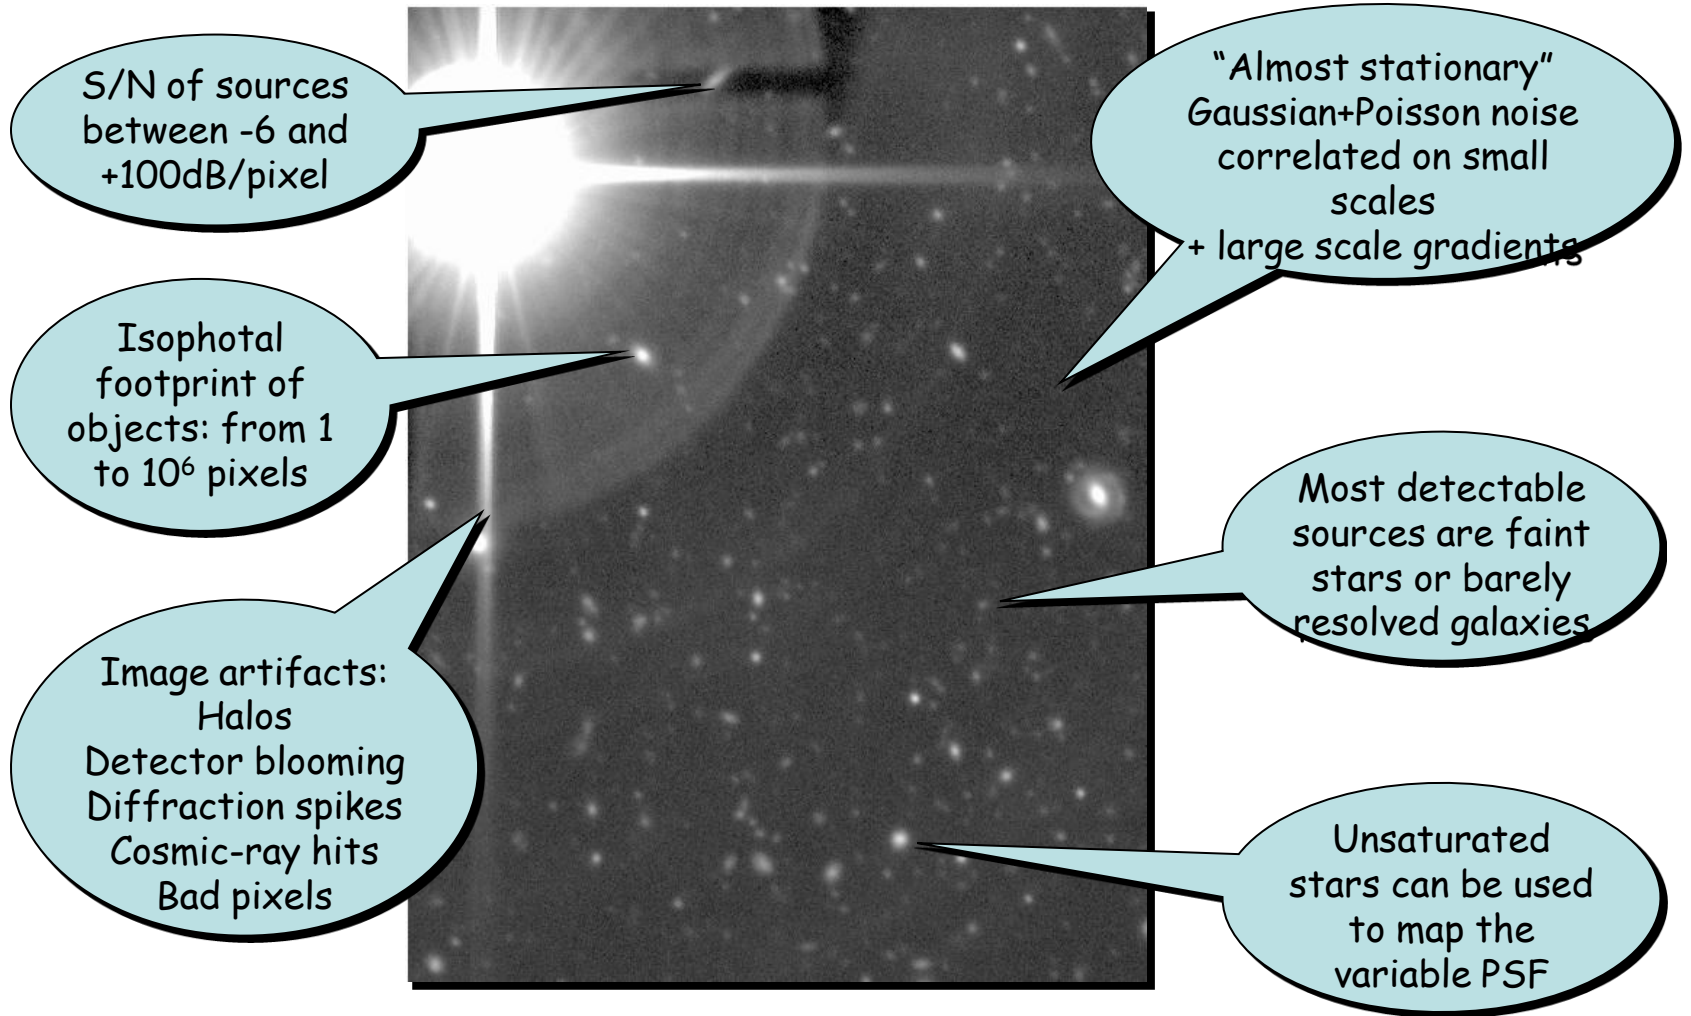 S/N of sources
between -6 and
+100dB/pixel
“Almost stationary”
Gaussian+Poisson noise
correlated on small
scales
+ large scale gradients
Isophotal
footprint of
objects: from 1
to 10⁶ pixels
Most detectable
sources are faint
stars or barely
resolved galaxies
Image artifacts:
Halos
Detector blooming
Diffraction spikes
Cosmic-ray hits
Bad pixels
Unsaturated
stars can be used
to map the
variable PSF